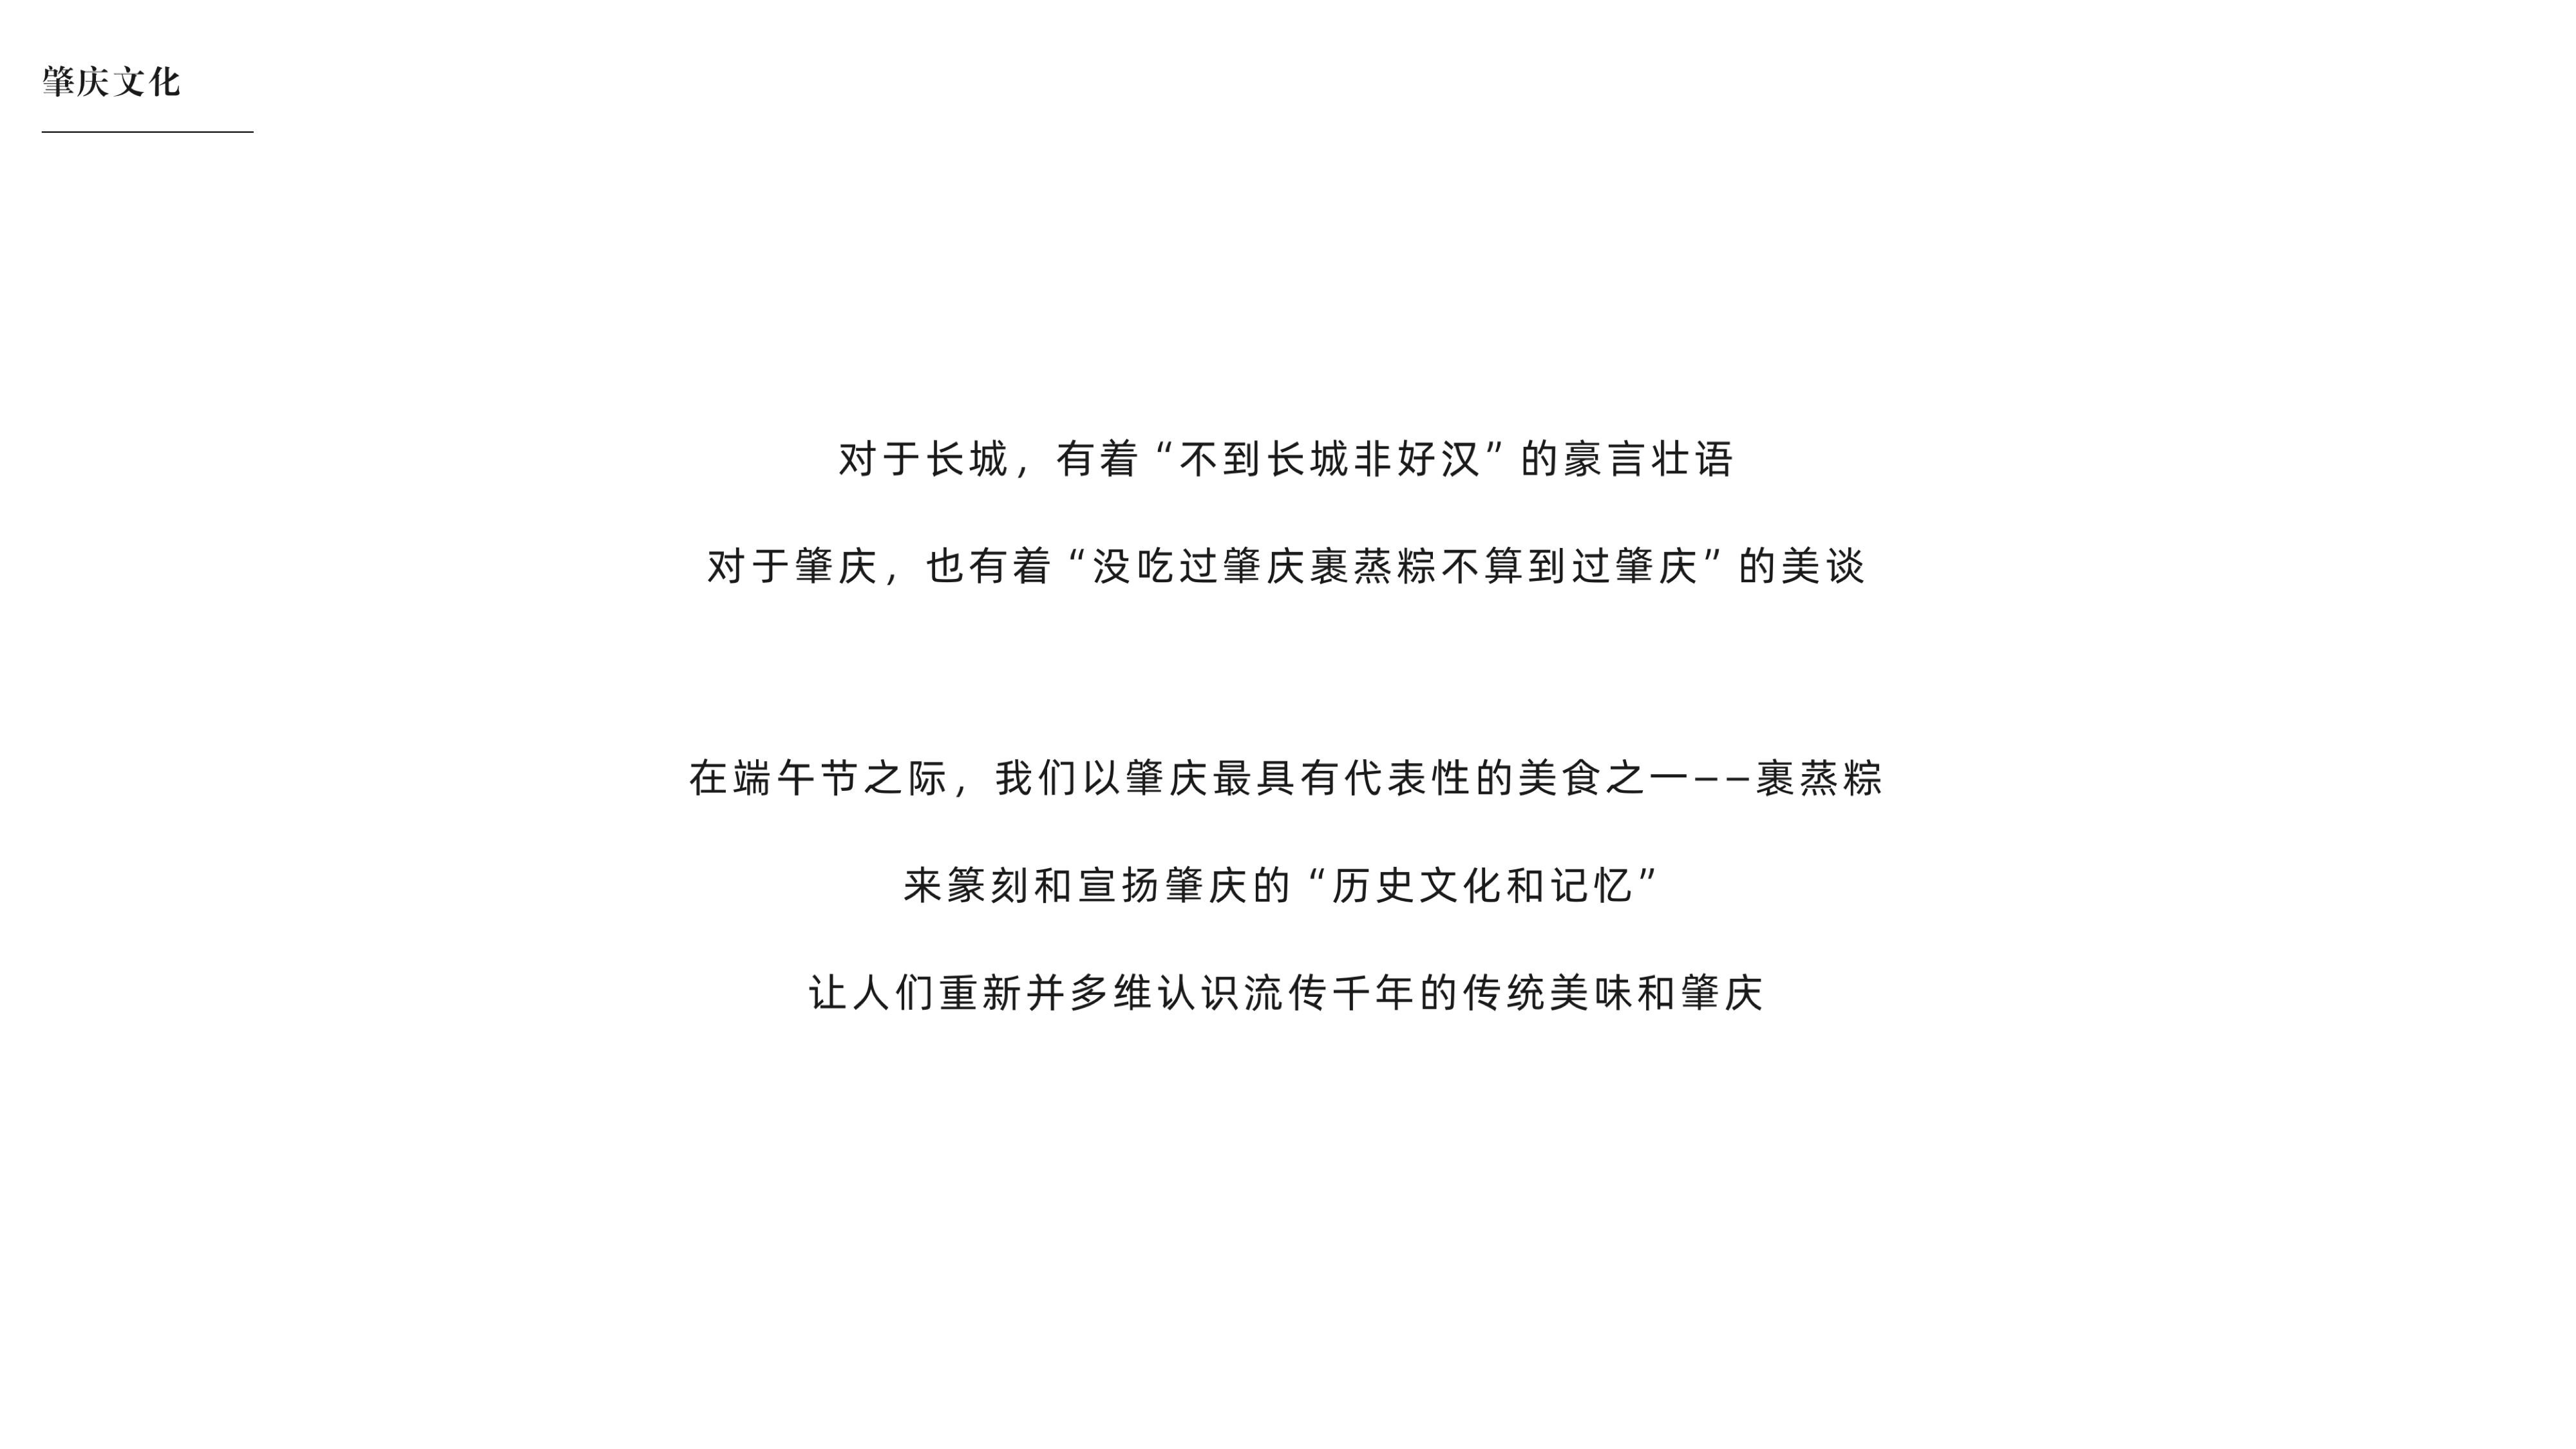 肇庆文化
对于长城，有着“不到长城非好汉”的豪言壮语
对于肇庆，也有着“没吃过肇庆裹蒸粽不算到过肇庆”的美谈
在端午节之际，我们以肇庆最具有代表性的美食之一––裹蒸粽
来篆刻和宣扬肇庆的“历史文化和记忆”
让人们重新并多维认识流传千年的传统美味和肇庆